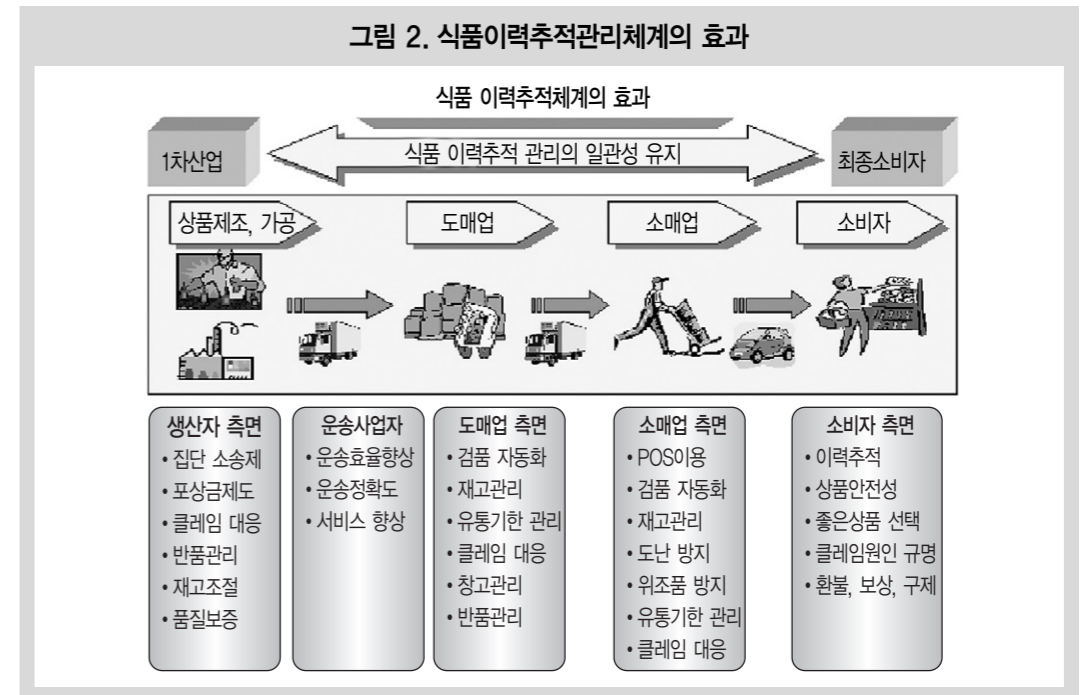 그림 2. 식품이력추적관리체계의 효과
식품 이력추적체계의 효과
1차산업
식품 이력추적 관리의 일관성 유지
최종소비자
상품제조, 가공
도매업
소매업
소비자
생산자 측면
• 집단 소송제
• 포상금제도
• 클레임 대응
• 반품관리
• 재고조절
• 품질보증
운송사업자
• 운송효율향상
• 운송정확도
• 서비스 향상
도매업 측면
• 검품 자동화
• 재고관리
• 유통기한 관리
• 클레임 대응
• 창고관리
• 반품관리
소매업 측면
• POS이용
• 검품 자동화
• 재고관리
• 도난 방지
• 위조품 방지
• 유통기한 관리
• 클레임 대응
소비자 측면
• 이력추적
• 상품안전성
• 좋은상품 선택
• 클레임원인 규명
• 환불, 보상, 구제